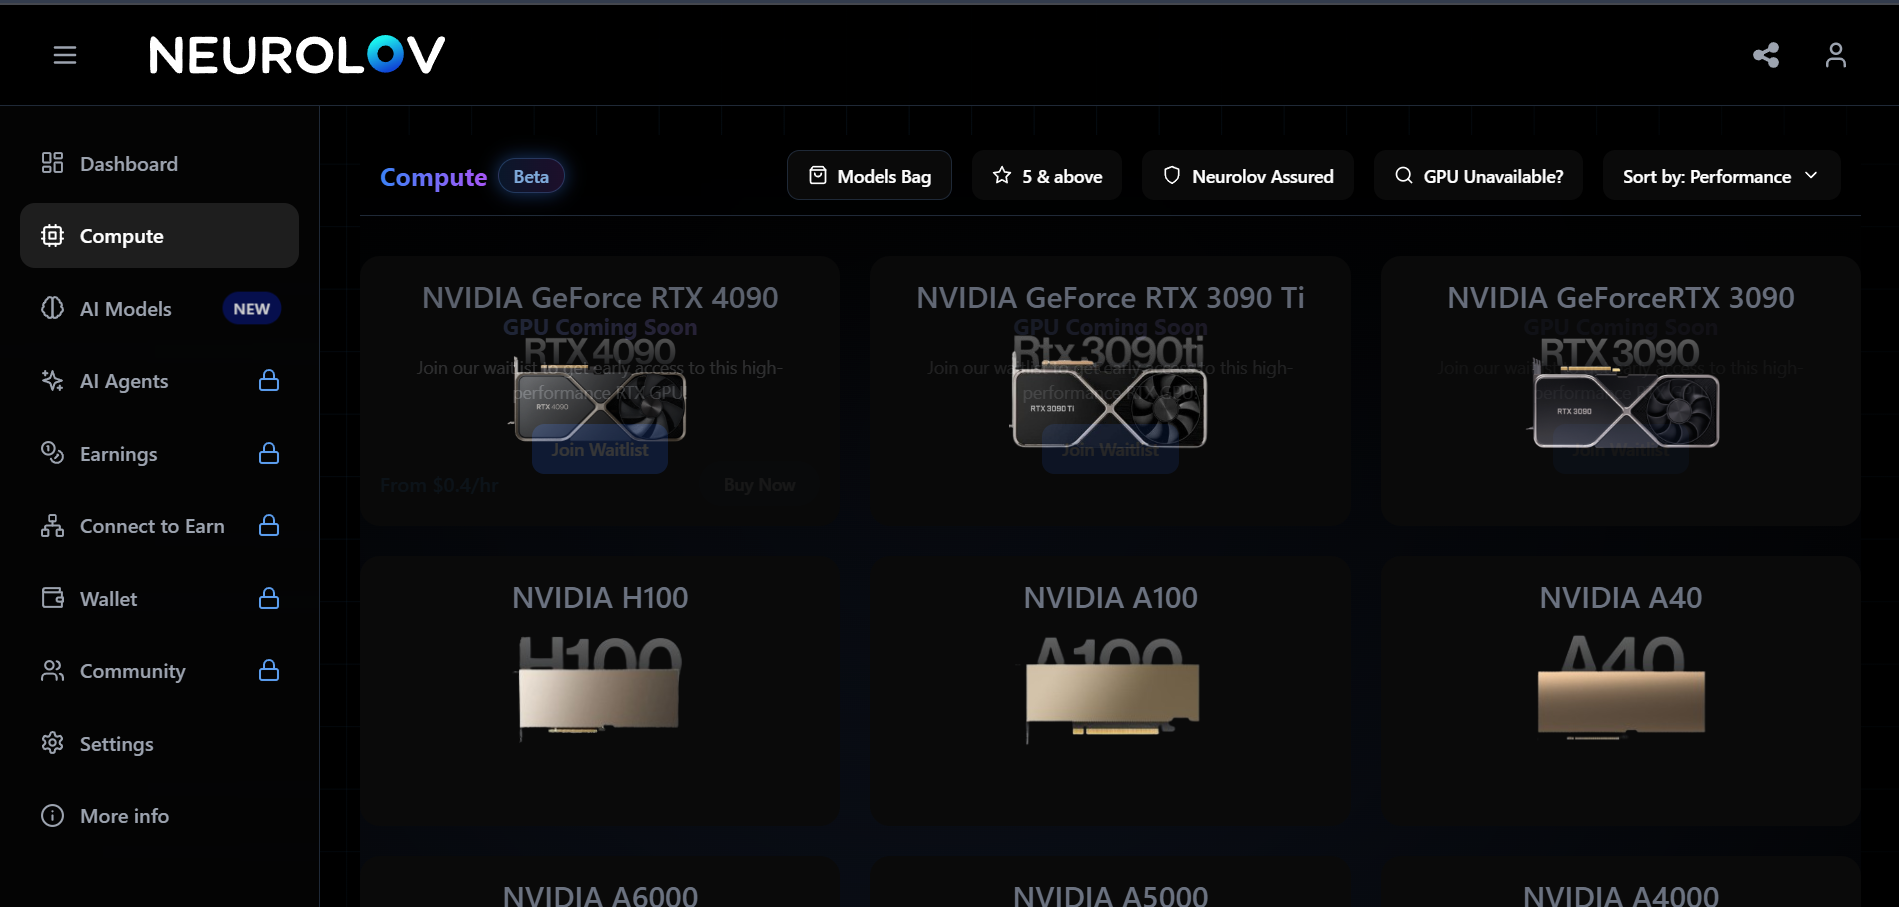 NEUROLOV
Dashboard
Compute
AI Models NEW
AI Agents
Earnings
Connect to Earn
Wallet
Community
Settings
More info
Compute Beta
Models Bag
5 & above
Neurolov Assured
GPU Unavailable?
Sort by: Performance
NVIDIA GeForce RTX 4090
GPU Coming Soon
RTX 4090
Join our waitlist to get early access to this high-
performance RTX GPU!
RTX 4090
Join Waitlist
From $0.4/hr
Buy Now
NVIDIA GeForce RTX 3090 Ti
GPU Coming Soon
Rtx 3090ti
Join our waitlist to get early access to this high-
performance RTX GPU!
RTX 3090 Ti
Join Waitlist
NVIDIA GeForceRTX 3090
GPU Coming Soon
RTX 3090
Join our waitlist to get early access to this high-
performance RTX GPU!
RTX 3090
Join Waitlist
NVIDIA H100
H100
NVIDIA A100
A100
NVIDIA A40
A40
NVIDIA A6000
NVIDIA A5000
NVIDIA A4000